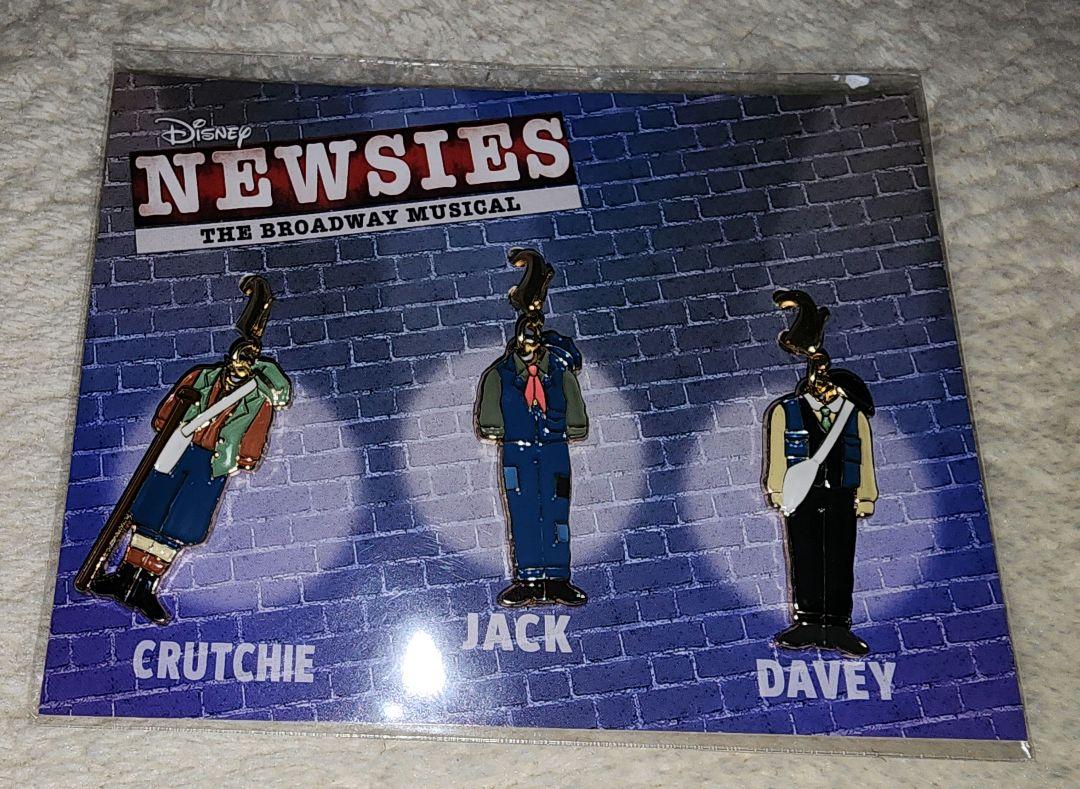 Disney
NEWSIES
THE BROADWAY MUSICAL
CRUTCHIE
JACK
DAVEY